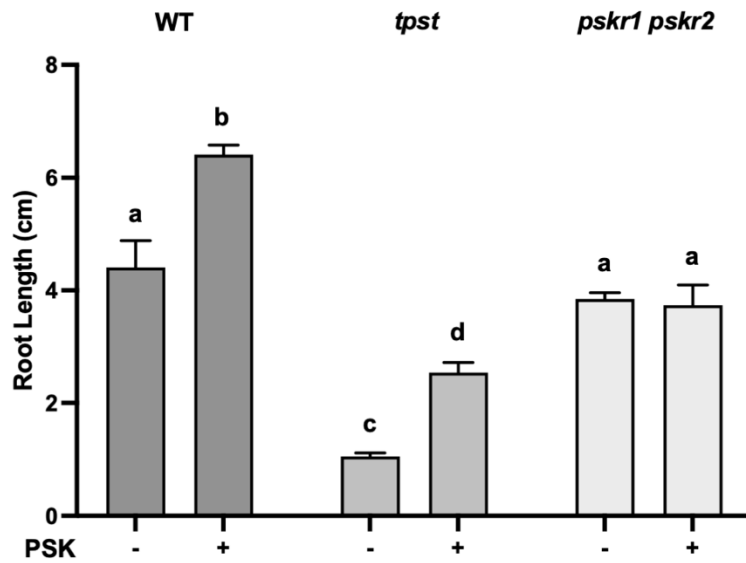 WT tpst pskr1 pskr2
8
b
6
a
a a
4
d
2
c
0
Root Length (cm)
PSK - + - + - +